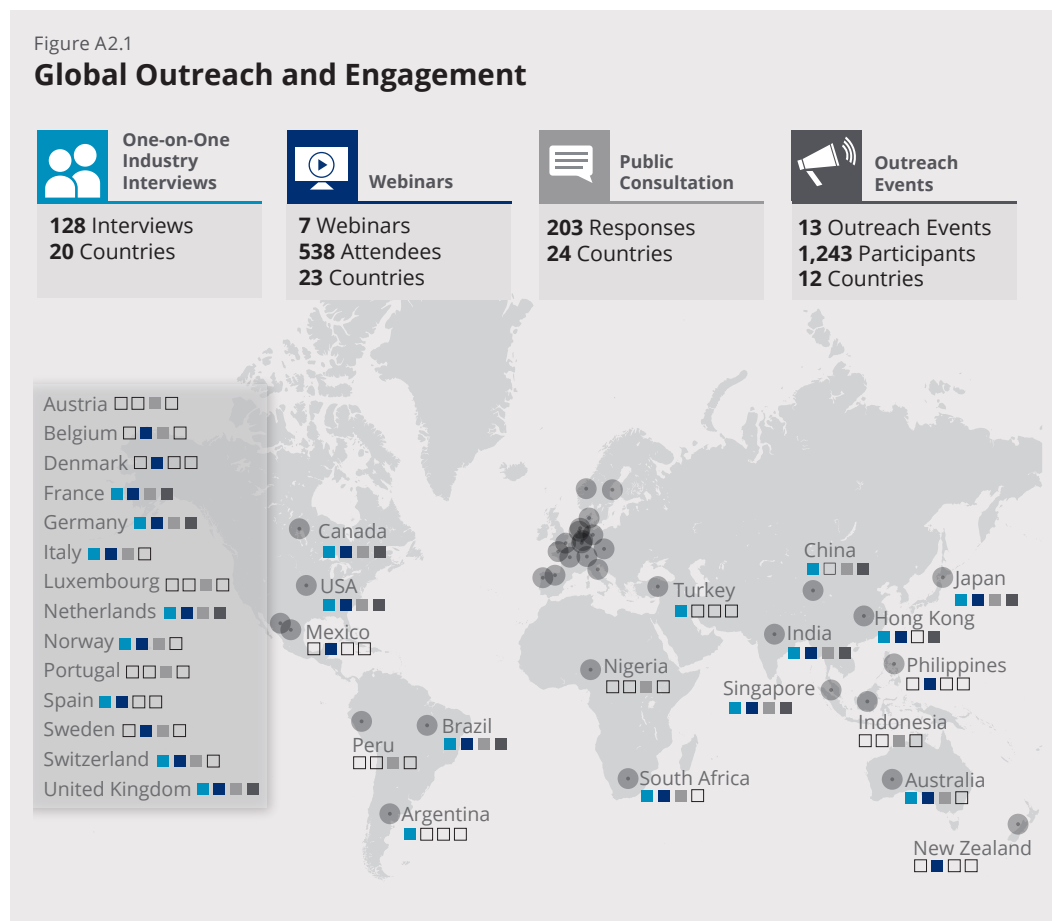 Figure A2.1
Global Outreach and Engagement
One-on-One
Industry
Interviews
128 Interviews
20 Countries
Webinars
7 Webinars
538 Attendees
23 Countries
Public
Consultation
203 Responses
24 Countries
Outreach
Events
13 Outreach Events
1,243 Participants
12 Countries
Austria
Belgium
Denmark
France
Germany
Italy
Luxembourg
Netherlands
Norway
Portugal
Spain
Sweden
Switzerland
United Kingdom
Canada
USA
Mexico
Peru
Brazil
Argentina
Nigeria
South Africa
Turkey
China
Japan
Hong Kong
India
Philippines
Singapore
Indonesia
Australia
New Zealand